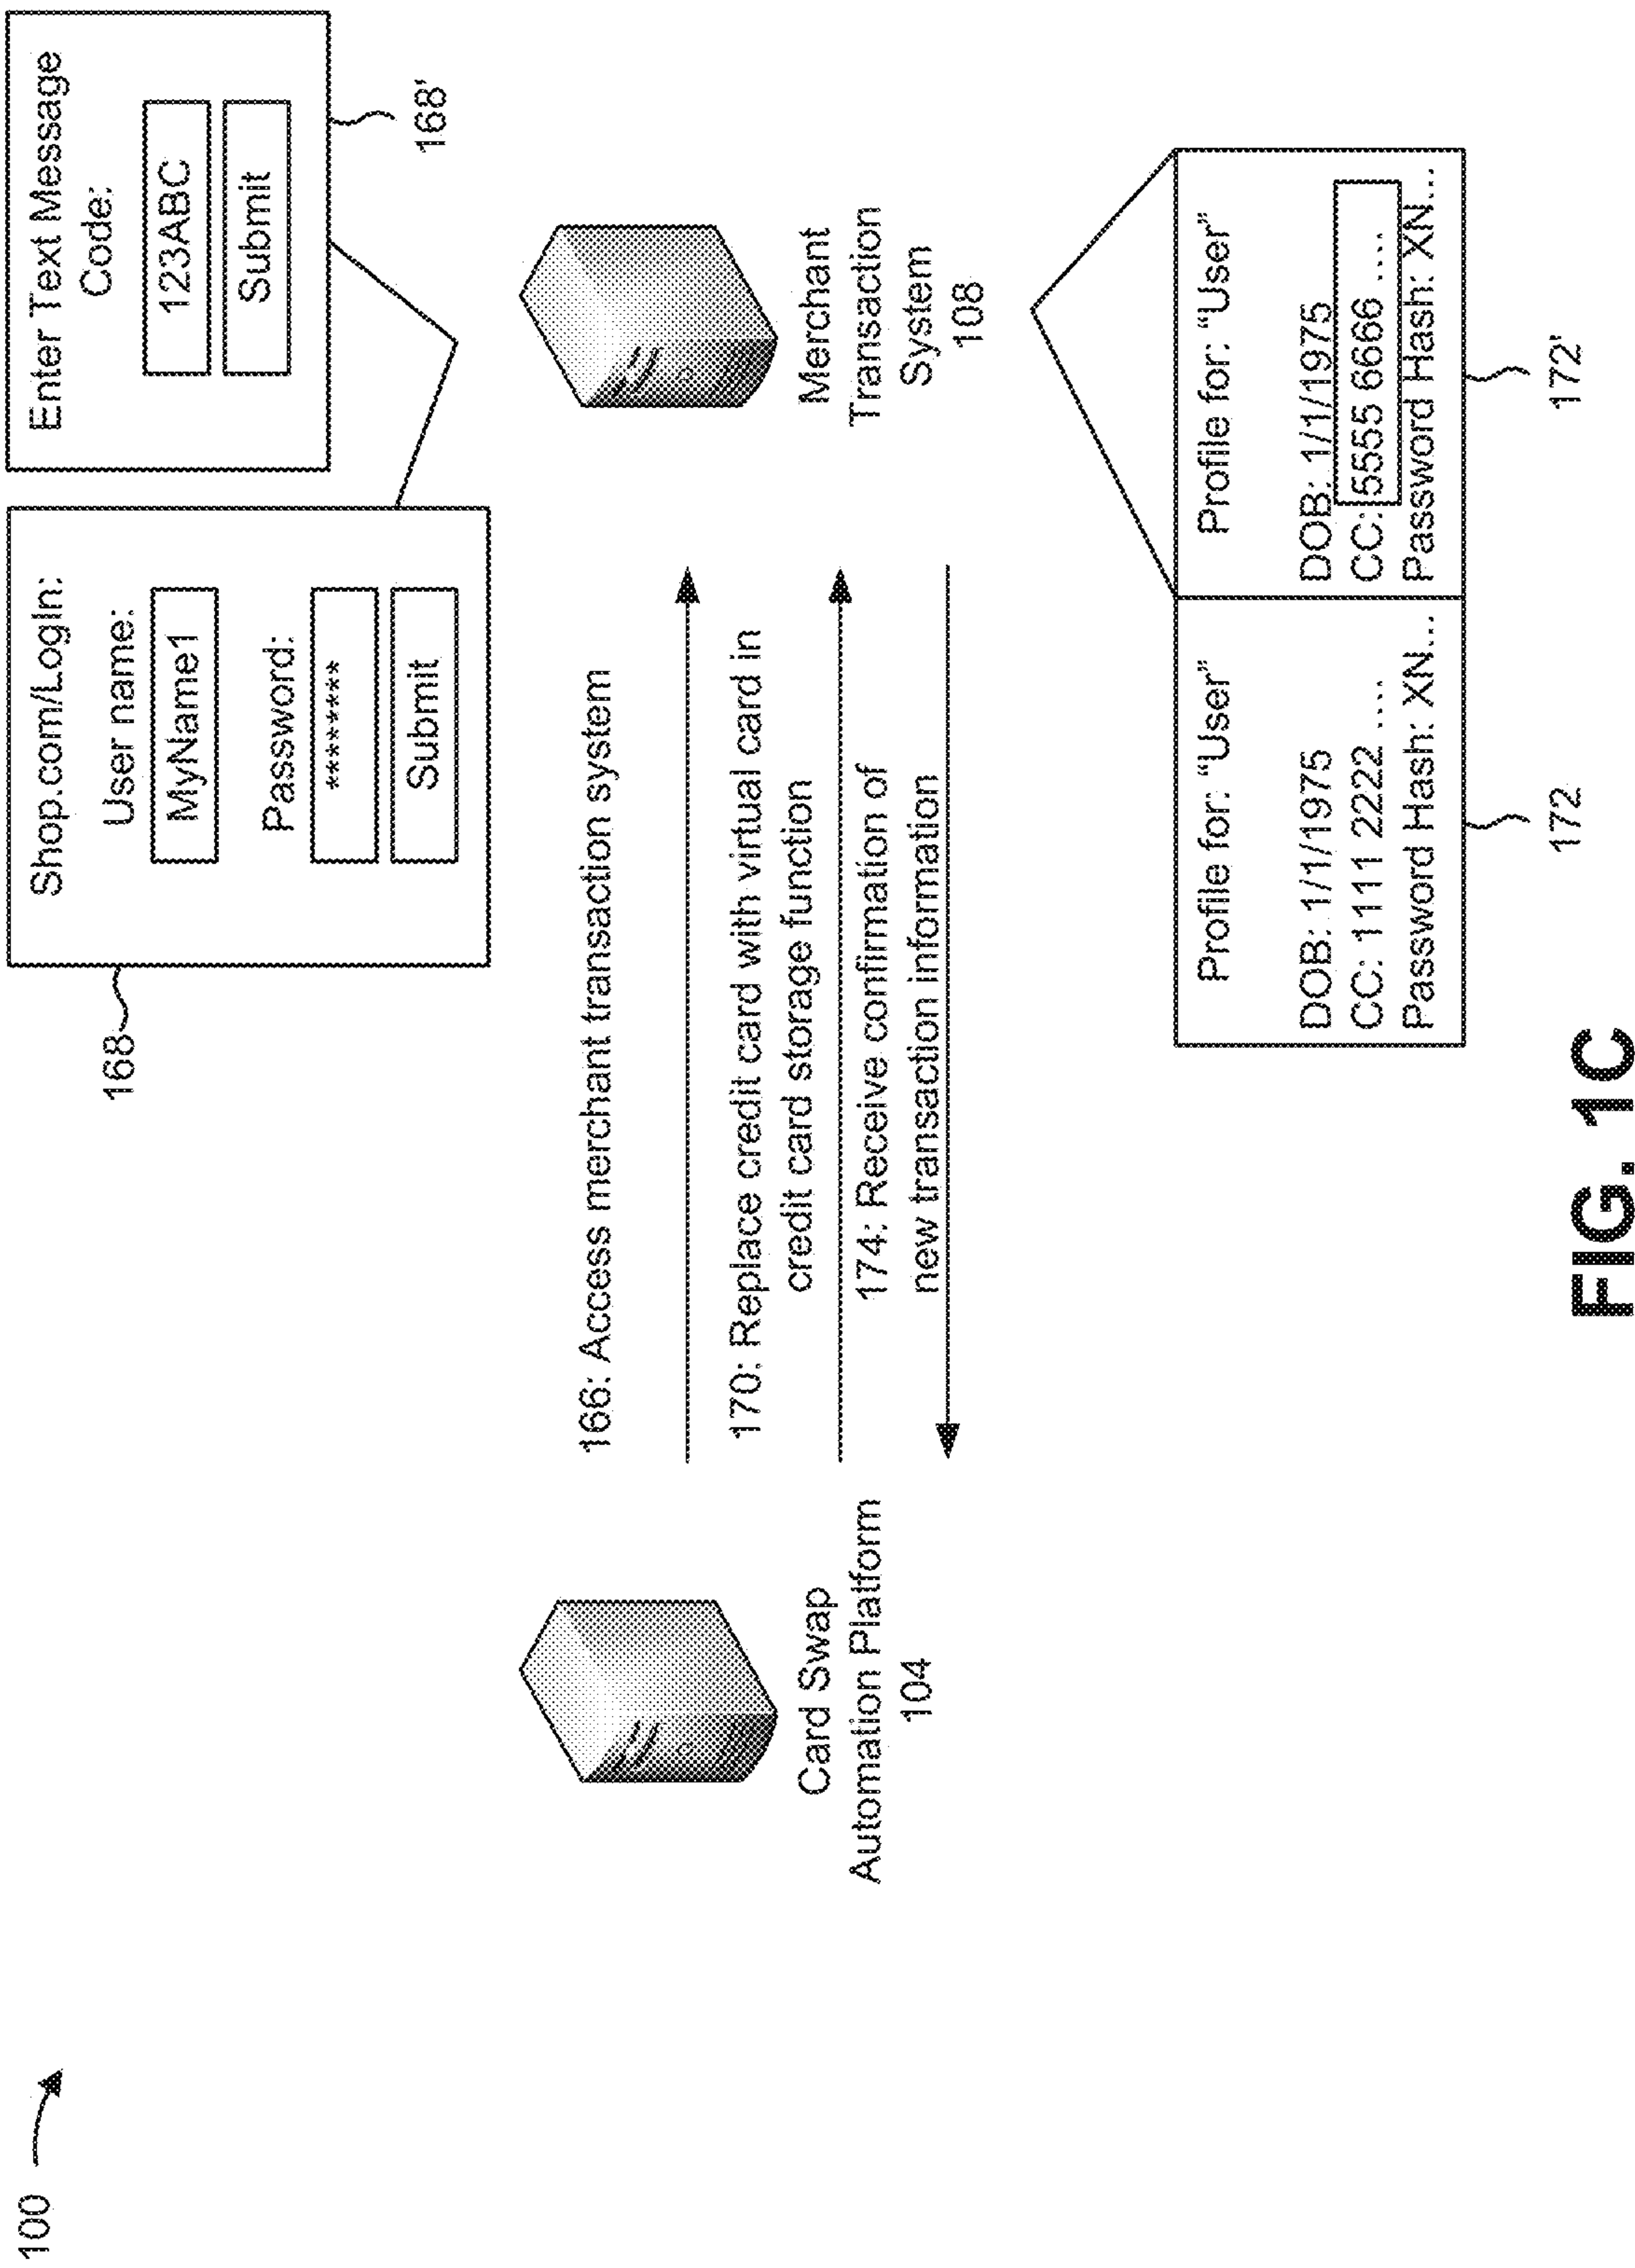 100
Shop.com/LogIn:
User name:
MyName1
Password:
********
Submit
168
Enter Text Message
Code:
123ABC
Submit
168'
166: Access merchant transaction system
170: Replace credit card with virtual card in
credit card storage function
174: Receive confirmation of
new transaction information
Card Swap
Automation Platform
104
Merchant
Transaction
System
108
Profile for: “User”
DOB: 1/1/1975
CC: 1111 2222 ....
Password Hash: XN...
172
Profile for: “User”
DOB: 1/1/1975
CC: 5555 6666 ....
Password Hash: XN...
172'
FIG. 1C